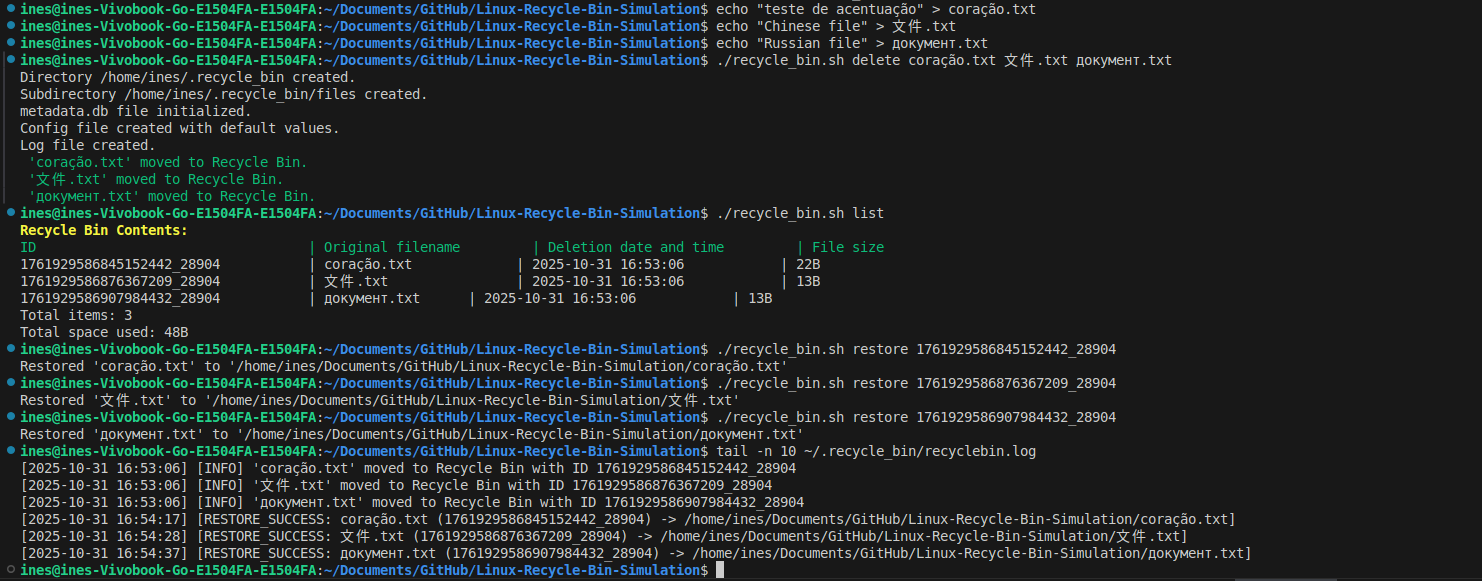 ines@ines-Vivobook-Go-E1504FA-E1504FA:~/Documents/GitHub/Linux-Recycle-Bin-Simulation$ echo "teste de acentuação" > coração.txt
ines@ines-Vivobook-Go-E1504FA-E1504FA:~/Documents/GitHub/Linux-Recycle-Bin-Simulation$ echo "Chinese file" > 文件.txt
ines@ines-Vivobook-Go-E1504FA-E1504FA:~/Documents/GitHub/Linux-Recycle-Bin-Simulation$ echo "Russian file" > документ.txt
ines@ines-Vivobook-Go-E1504FA-E1504FA:~/Documents/GitHub/Linux-Recycle-Bin-Simulation$ ./recycle_bin.sh delete coração.txt 文件.txt документ.txt
Directory /home/ines/.recycle_bin created.
Subdirectory /home/ines/.recycle_bin/files created.
metadata.db file initialized.
Config file created with default values.
Log file created.
'coração.txt' moved to Recycle Bin.
'文件.txt' moved to Recycle Bin.
'документ.txt' moved to Recycle Bin.
ines@ines-Vivobook-Go-E1504FA-E1504FA:~/Documents/GitHub/Linux-Recycle-Bin-Simulation$ ./recycle_bin.sh list
Recycle Bin Contents:
ID | Original filename | Deletion date and time | File size
1761929586845152442_28904 | coração.txt | 2025-10-31 16:53:06 | 22B
1761929586876367209_28904 | 文件.txt | 2025-10-31 16:53:06 | 13B
1761929586907984432_28904 | документ.txt | 2025-10-31 16:53:06 | 13B
Total items: 3
Total space used: 48B
ines@ines-Vivobook-Go-E1504FA-E1504FA:~/Documents/GitHub/Linux-Recycle-Bin-Simulation$ ./recycle_bin.sh restore 1761929586845152442_28904
Restored 'coração.txt' to '/home/ines/Documents/GitHub/Linux-Recycle-Bin-Simulation/coração.txt'
ines@ines-Vivobook-Go-E1504FA-E1504FA:~/Documents/GitHub/Linux-Recycle-Bin-Simulation$ ./recycle_bin.sh restore 1761929586876367209_28904
Restored '文件.txt' to '/home/ines/Documents/GitHub/Linux-Recycle-Bin-Simulation/文件.txt'
ines@ines-Vivobook-Go-E1504FA-E1504FA:~/Documents/GitHub/Linux-Recycle-Bin-Simulation$ ./recycle_bin.sh restore 1761929586907984432_28904
Restored 'документ.txt' to '/home/ines/Documents/GitHub/Linux-Recycle-Bin-Simulation/документ.txt'
ines@ines-Vivobook-Go-E1504FA-E1504FA:~/Documents/GitHub/Linux-Recycle-Bin-Simulation$ tail -n 10 ~/.recycle_bin/recyclebin.log
[2025-10-31 16:53:06] [INFO] 'coração.txt' moved to Recycle Bin with ID 1761929586845152442_28904
[2025-10-31 16:53:06] [INFO] '文件.txt' moved to Recycle Bin with ID 1761929586876367209_28904
[2025-10-31 16:53:06] [INFO] 'документ.txt' moved to Recycle Bin with ID 1761929586907984432_28904
[2025-10-31 16:54:17] [RESTORE_SUCCESS: coração.txt (1761929586845152442_28904) -> /home/ines/Documents/GitHub/Linux-Recycle-Bin-Simulation/coração.txt]
[2025-10-31 16:54:28] [RESTORE_SUCCESS: 文件.txt (1761929586876367209_28904) -> /home/ines/Documents/GitHub/Linux-Recycle-Bin-Simulation/文件.txt]
[2025-10-31 16:54:37] [RESTORE_SUCCESS: документ.txt (1761929586907984432_28904) -> /home/ines/Documents/GitHub/Linux-Recycle-Bin-Simulation/документ.txt]
ines@ines-Vivobook-Go-E1504FA-E1504FA:~/Documents/GitHub/Linux-Recycle-Bin-Simulation$